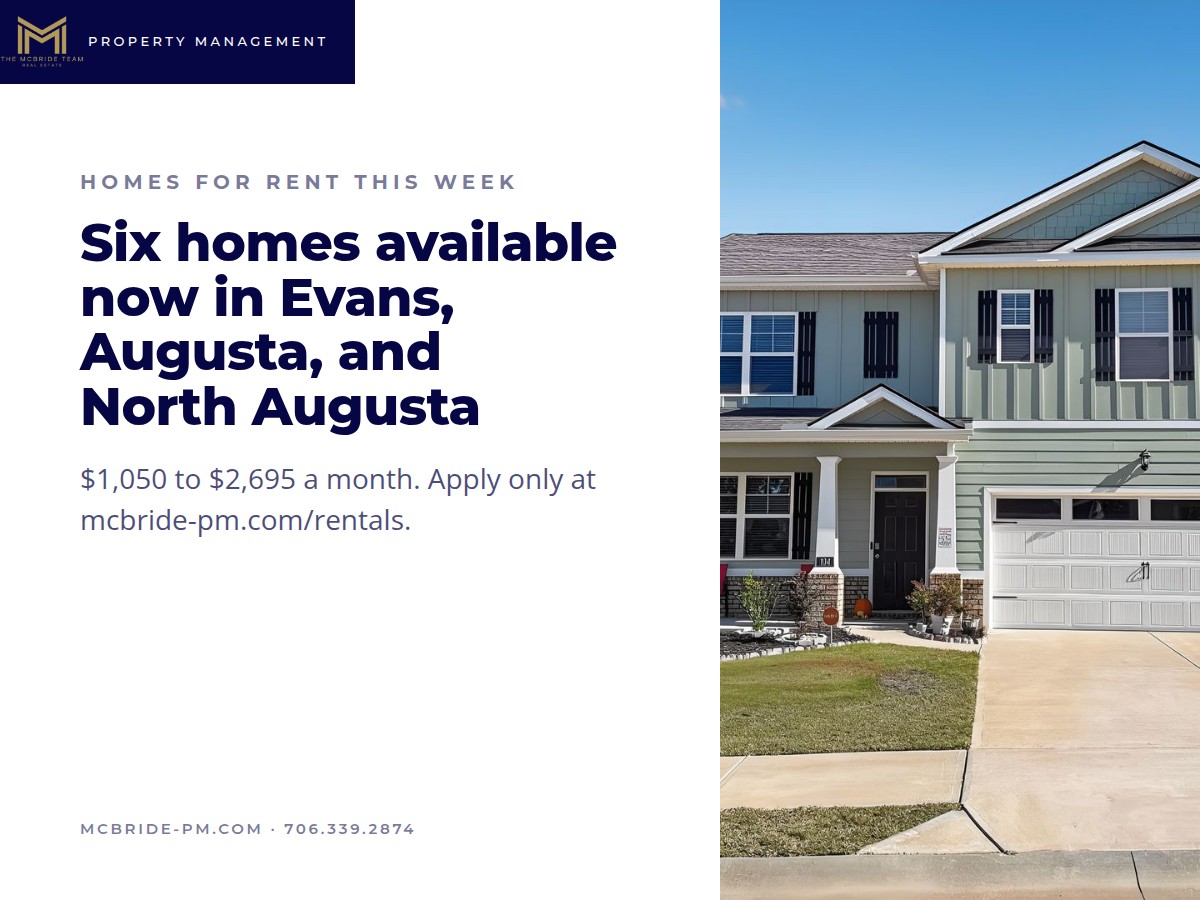 THE MCBRIDE TEAM
REAL ESTATE
PROPERTY MANAGEMENT
HOMES FOR RENT THIS WEEK
Six homes available
now in Evans,
Augusta, and
North Augusta
$1,050 to $2,695 a month. Apply only at
mcbride-pm.com/rentals.
MCBRIDE-PM.COM · 706.339.2874